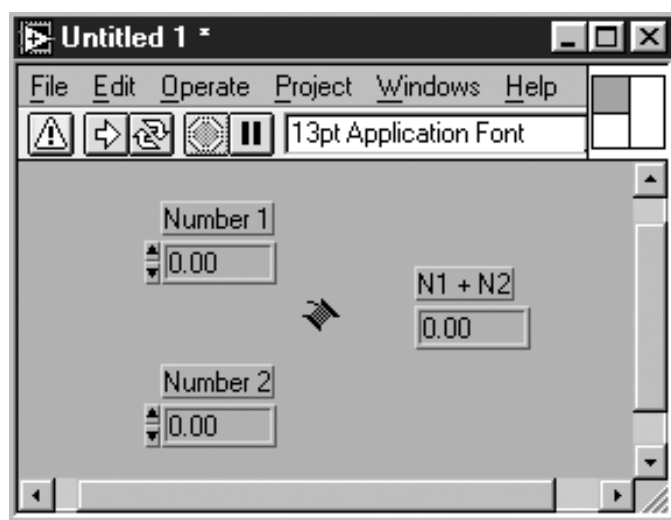 Untitled 1 *
File Edit Operate Project Windows Help
13pt Application Font
Number 1
0.00
N1 + N2
0.00
Number 2
0.00